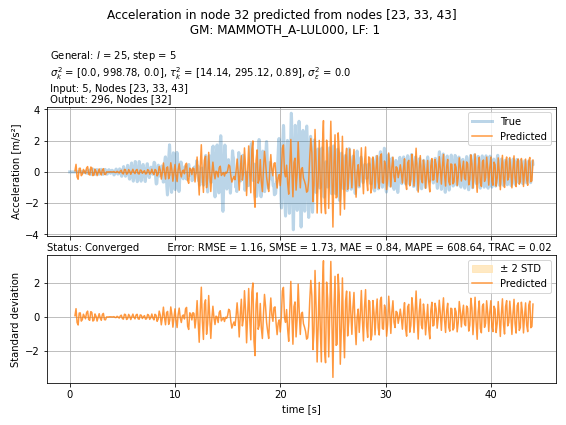 Acceleration in node 32 predicted from nodes [23, 33, 43]
GM: MAMMOTH_A-LUL000, LF: 1
General: l = 25, step = 5
σ²ₖ = [0.0, 998.78, 0.0], τ²ₖ = [14.14, 295.12, 0.89], σ²ε = 0.0
Input: 5, Nodes [23, 33, 43]
Output: 296, Nodes [32]
Acceleration [m/s²]
4
2
0
−2
−4
True
Predicted
Status: Converged Error: RMSE = 1.16, SMSE = 1.73, MAE = 0.84, MAPE = 608.64, TRAC = 0.02
Standard deviation
2
0
−2
± 2 STD
Predicted
0 10 20 30 40
time [s]